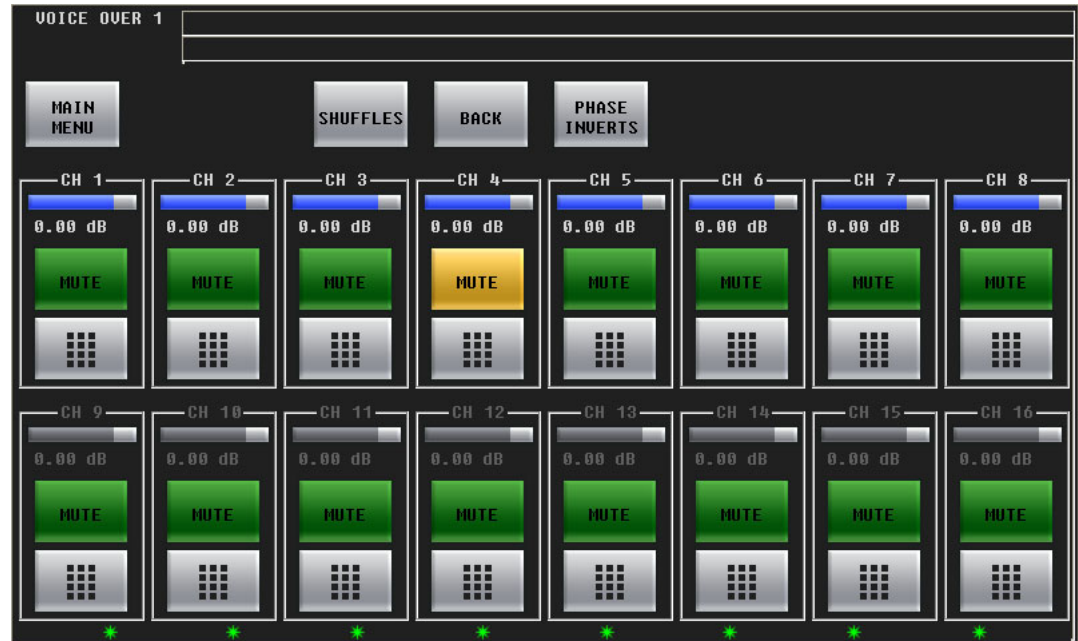 VOICE OVER 1
MAIN
MENU
SHUFFLES
BACK
PHASE
INVERTS
CH 1
CH 2
CH 3
CH 4
CH 5
CH 6
CH 7
CH 8
0.00 dB
0.00 dB
0.00 dB
0.00 dB
0.00 dB
0.00 dB
0.00 dB
0.00 dB
MUTE
MUTE
MUTE
MUTE
MUTE
MUTE
MUTE
MUTE
CH 9
CH 10
CH 11
CH 12
CH 13
CH 14
CH 15
CH 16
0.00 dB
0.00 dB
0.00 dB
0.00 dB
0.00 dB
0.00 dB
0.00 dB
0.00 dB
MUTE
MUTE
MUTE
MUTE
MUTE
MUTE
MUTE
MUTE